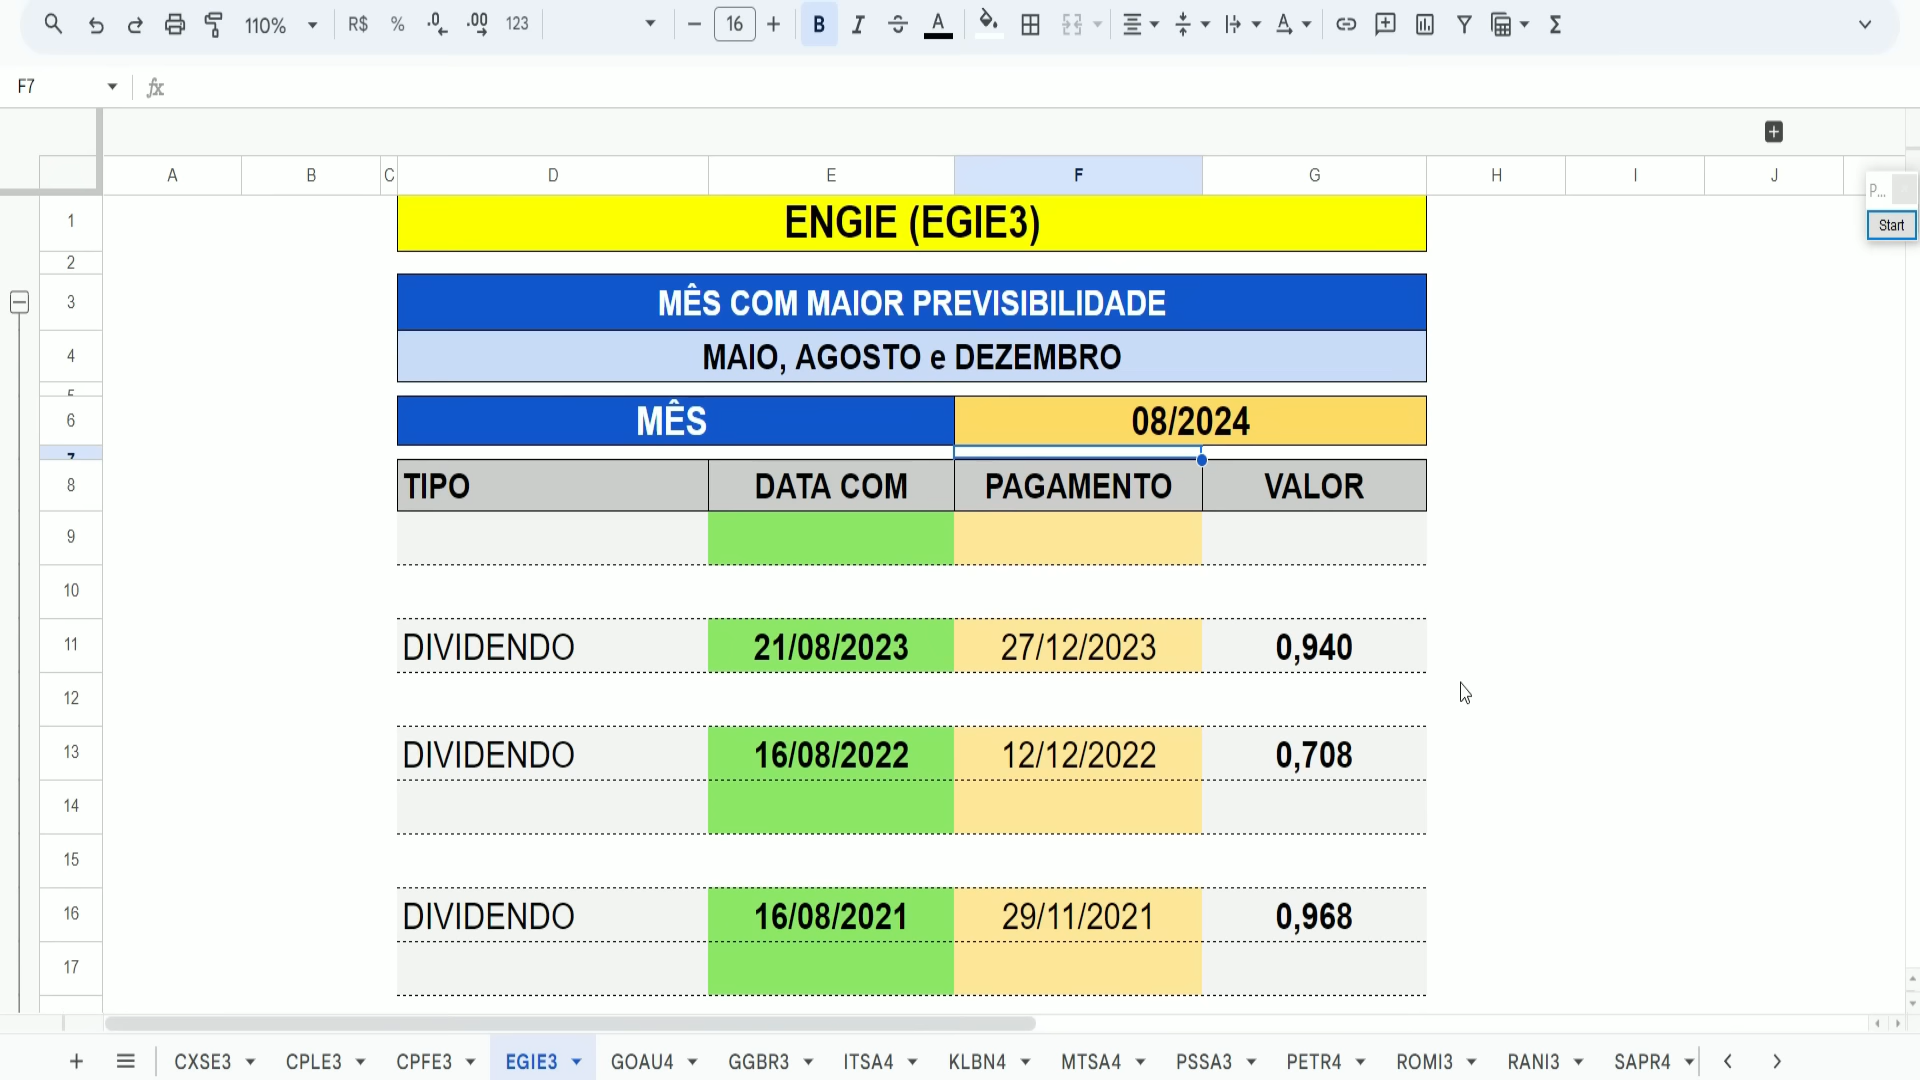 110% R$ % .0 .00 123 16 B I A
F7 fx
A B C D E F G H I J
P...
Start
1 ENGIE (EGIE3)
2
3 MÊS COM MAIOR PREVISIBILIDADE
4 MAIO, AGOSTO e DEZEMBRO
5
6 MÊS 08/2024
7
8 TIPO DATA COM PAGAMENTO VALOR
9
10
11 DIVIDENDO 21/08/2023 27/12/2023 0,940
12
13 DIVIDENDO 16/08/2022 12/12/2022 0,708
14
15
16 DIVIDENDO 16/08/2021 29/11/2021 0,968
17
CXSE3 CPLE3 CPFE3 EGIE3 GOAU4 GGBR3 ITSA4 KLBN4 MTSA4 PSSA3 PETR4 ROMI3 RANI3 SAPR4